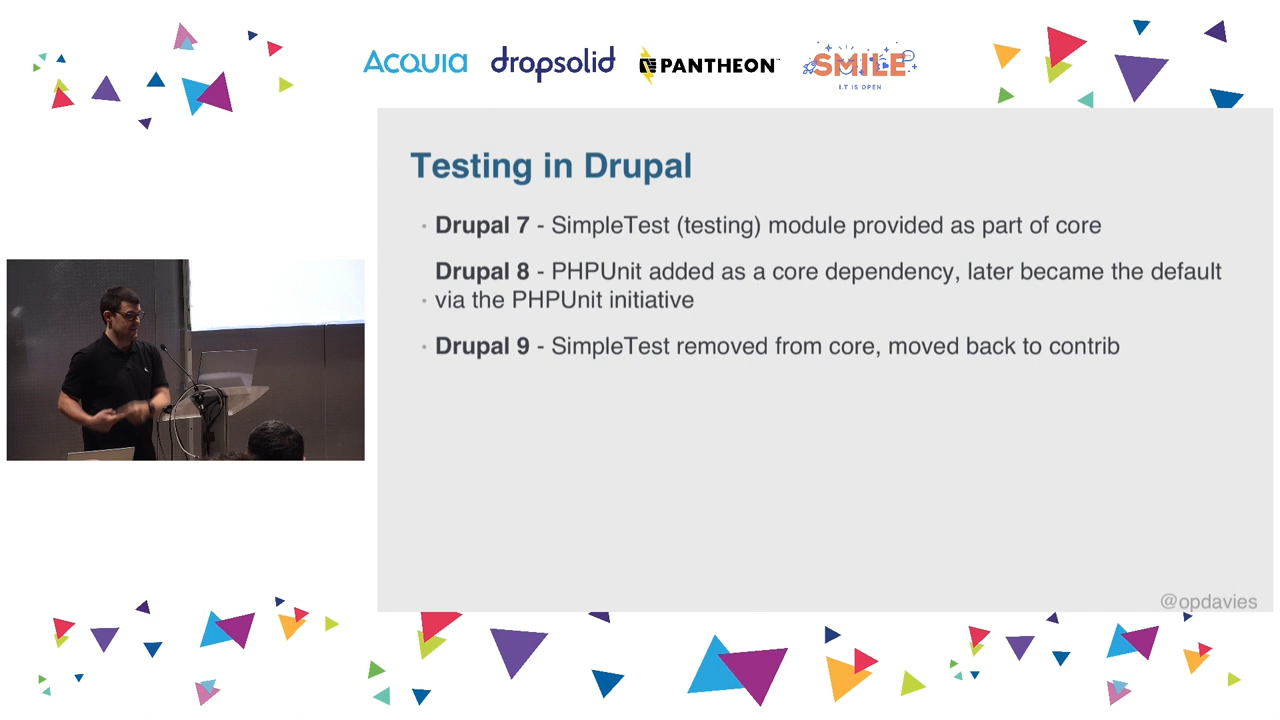 Acquia
dropsolid
PANTHEON
SMILE
I.T IS OPEN
Testing in Drupal
Drupal 7 - SimpleTest (testing) module provided as part of core
Drupal 8 - PHPUnit added as a core dependency, later became the default
via the PHPUnit initiative
Drupal 9 - SimpleTest removed from core, moved back to contrib
@opdavies